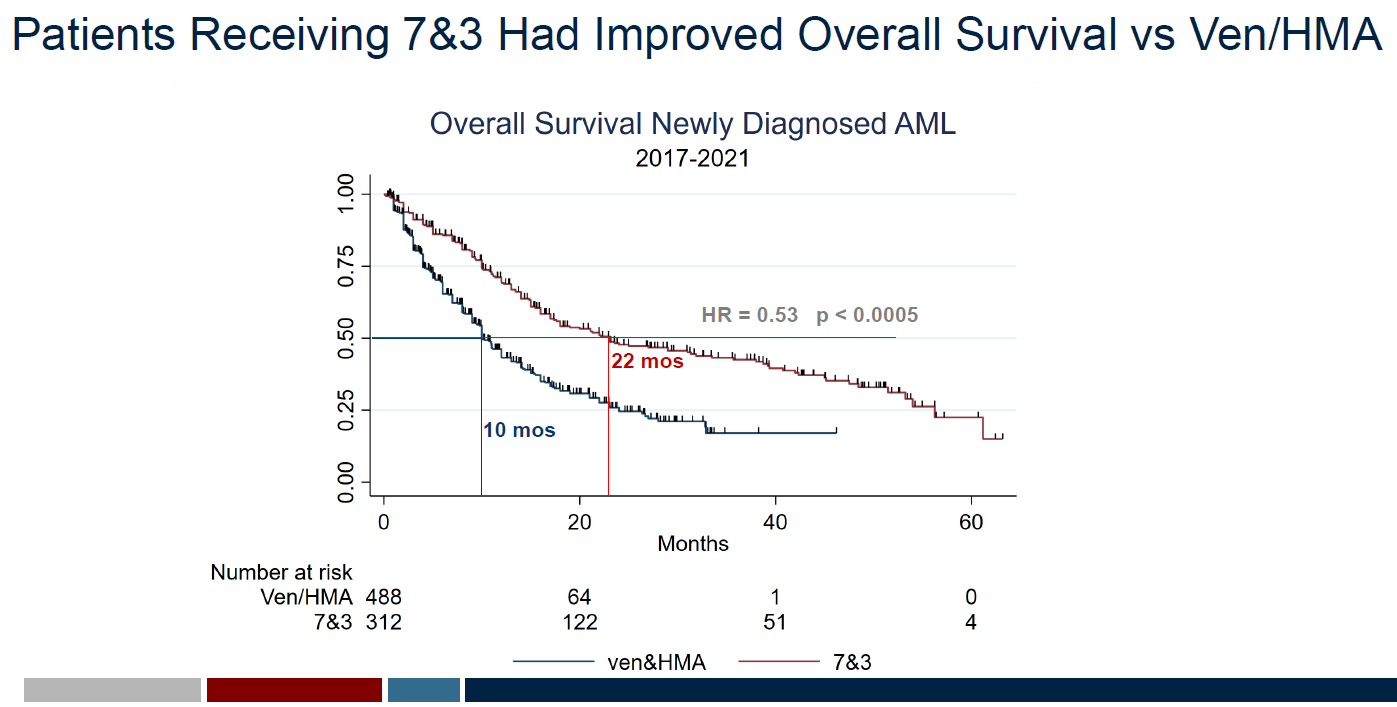 Patients Receiving 7&3 Had Improved Overall Survival vs Ven/HMA
Overall Survival Newly Diagnosed AML
2017-2021
1.00
0.75
0.50
0.25
0.00
HR = 0.53 p < 0.0005
22 mos
10 mos
0 20 40 60
Months
Number at risk
Ven/HMA 488 64 1 0
7&3 312 122 51 4
ven&HMA 7&3